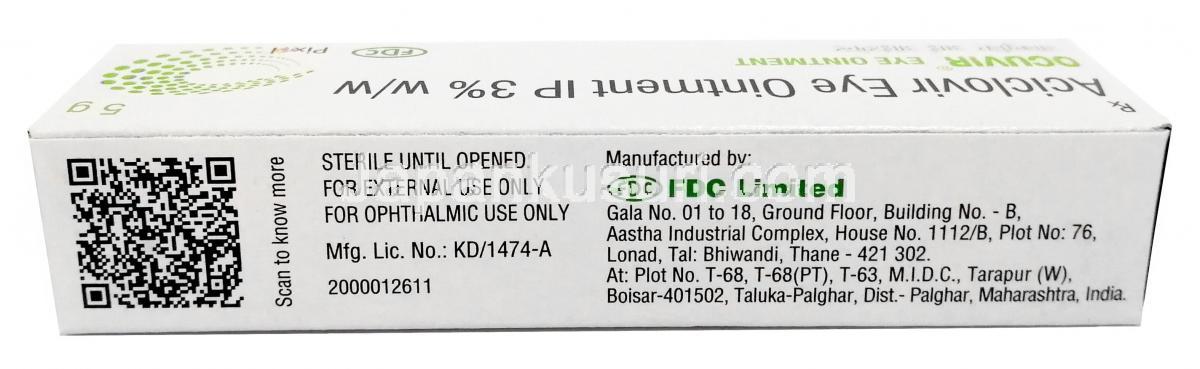 Rx
Aciclovir Eye Ointment IP 3% w/w
OCUVIR® EYE OINTMENT
FDC
Pixel
5 g
Scan to know more
STERILE UNTIL OPENED.
FOR EXTERNAL USE ONLY
FOR OPHTHALMIC USE ONLY
Mfg. Lic. No.: KD/1474-A
2000012611
Manufactured by:
FDC FDC Limited
Gala No. 01 to 18, Ground Floor, Building No. - B,
Aastha Industrial Complex, House No. 1112/B, Plot No: 76,
Lonad, Tal: Bhiwandi, Thane - 421 302.
At: Plot No. T-68, T-68(PT), T-63, M.I.D.C., Tarapur (W),
Boisar-401502, Taluka-Palghar, Dist.- Palghar, Maharashtra, India.
japankusuri.com